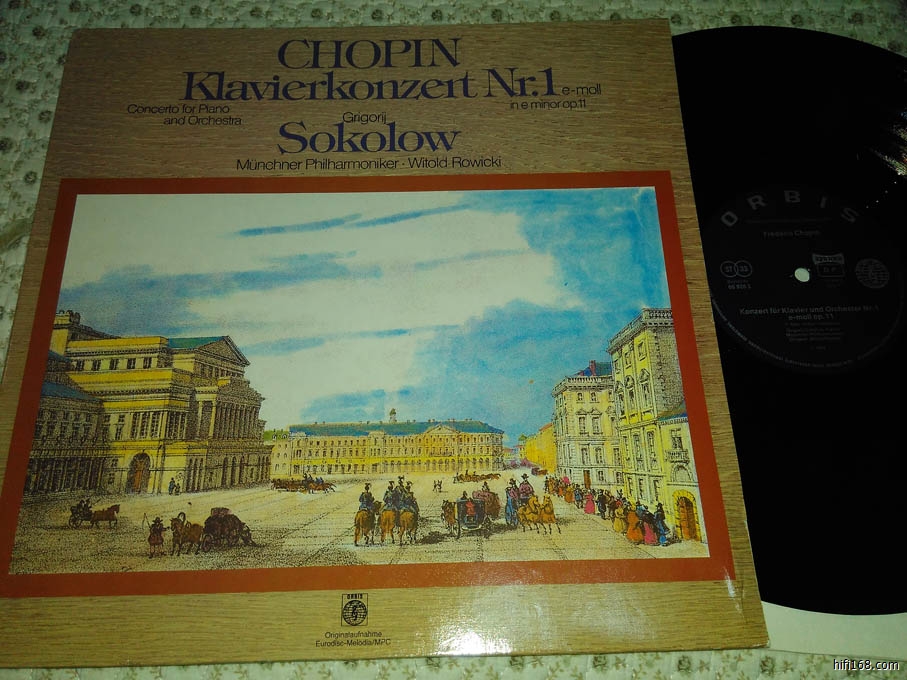 CHOPIN
Klavierkonzert Nr.1 e-moll
Concerto for Piano
and Orchestra
in e minor op.11
Grigorij
Sokolow
Münchner Philharmoniker · Witold Rowicki
ORBIS
Originalaufnahme
Eurodisc-Melodia/MPC
ORBIS
Frederic Chopin
33
Konzert für Klavier und Orchester Nr.1
e-moll op.11
hifi168.com